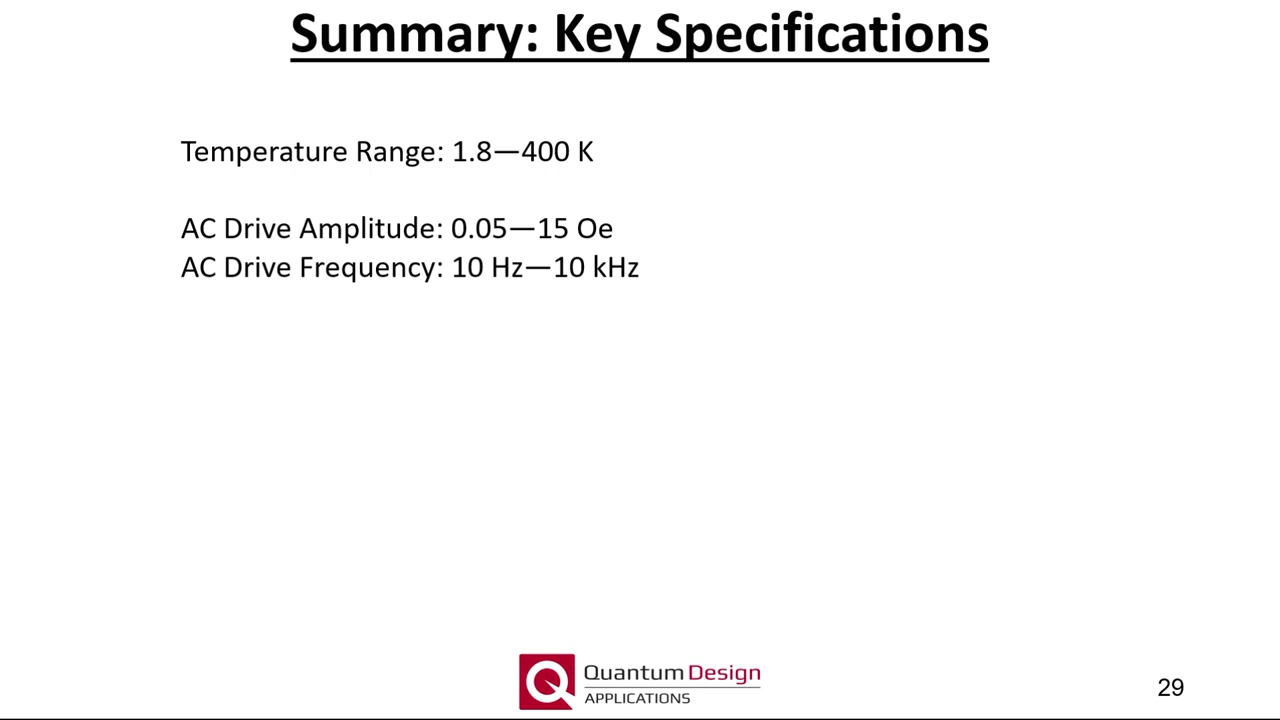 Summary: Key Specifications
Temperature Range: 1.8—400 K
AC Drive Amplitude: 0.05—15 Oe
AC Drive Frequency: 10 Hz—10 kHz
Quantum Design
APPLICATIONS
29